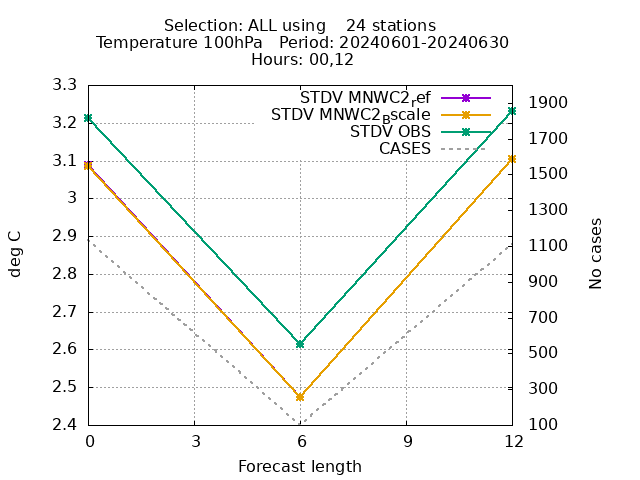 Selection: ALL using    24 stations
Temperature 100hPa   Period: 20240601-20240630
Hours: 00,12
STDV MNWC2ref
STDV MNWC2Bscale
STDV OBS
CASES
3.3
3.2
3.1
3
2.9
2.8
2.7
2.6
2.5
2.4
deg C
1900
1700
1500
1300
1100
900
700
500
300
100
No cases
0 3 6 9 12
Forecast length